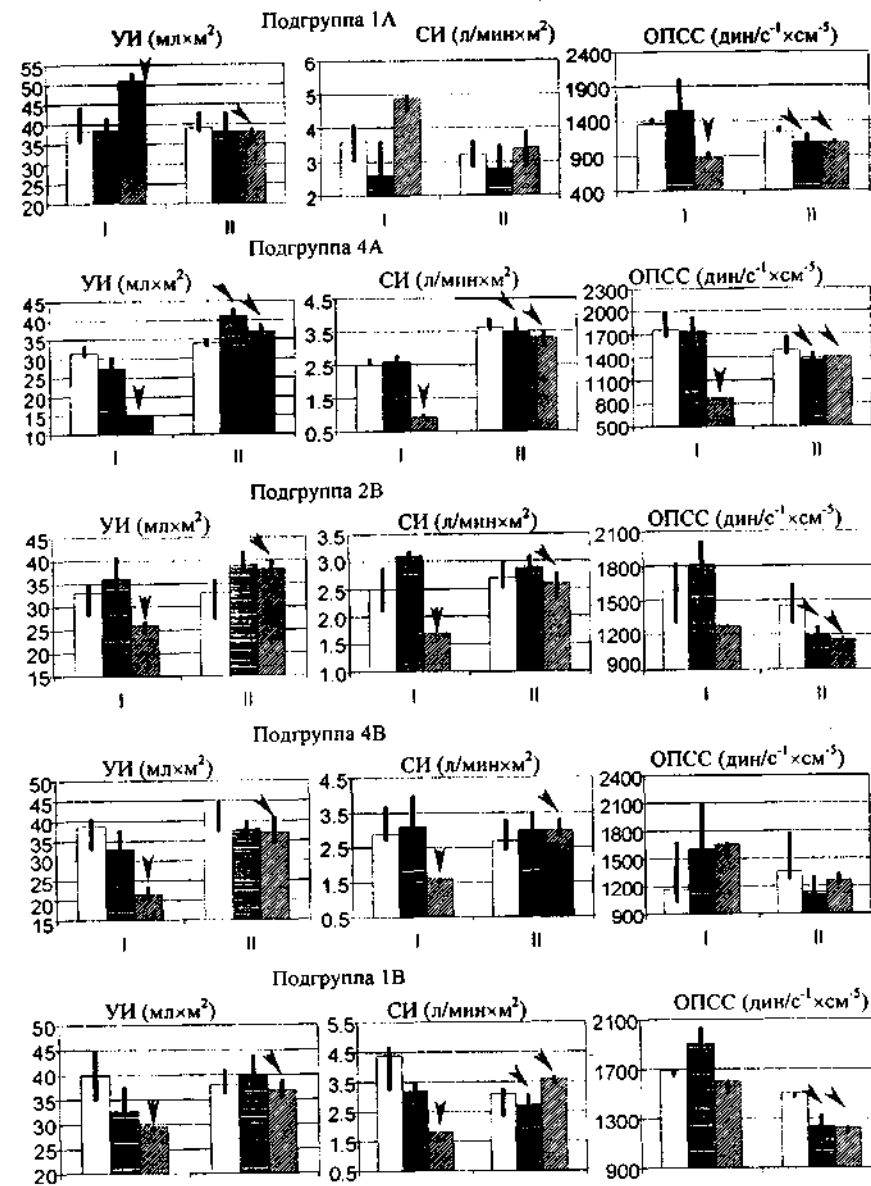 Подгруппа 1А
УИ (мл×м²) СИ (л/мин×м²) ОПСС (дин/с⁻¹×см⁻⁵)
55 50 45 40 35 30 25 20
6 5 4 3 2
2400 1900 1400 900 400
I II I II I II
Подгруппа 4А
УИ (мл×м²) СИ (л/мин×м²) ОПСС (дин/с⁻¹×см⁻⁵)
45 40 35 30 25 20 15 10
4.5 3.5 2.5 1.5 0.5
2300 2000 1700 1400 1100 800 500
I II I II I II
Подгруппа 2В
УИ (мл×м²) СИ (л/мин×м²) ОПСС (дин/с⁻¹×см⁻⁵)
45 40 35 30 25 20 15
3.5 3.0 2.5 2.0 1.5 1.0
2100 1800 1500 1200 900
I II I II I II
Подгруппа 4В
УИ (мл×м²) СИ (л/мин×м²) ОПСС (дин/с⁻¹×см⁻⁵)
50 45 40 35 30 25 20 15
4.5 3.5 2.5 1.5 0.5
2400 2100 1800 1500 1200 900
I II I II I II
Подгруппа 1В
УИ (мл×м²) СИ (л/мин×м²) ОПСС (дин/с⁻¹×см⁻⁵)
50 45 40 35 30 25 20
5.5 4.5 3.5 2.5 1.5 0.5
2100 1700 1300 900